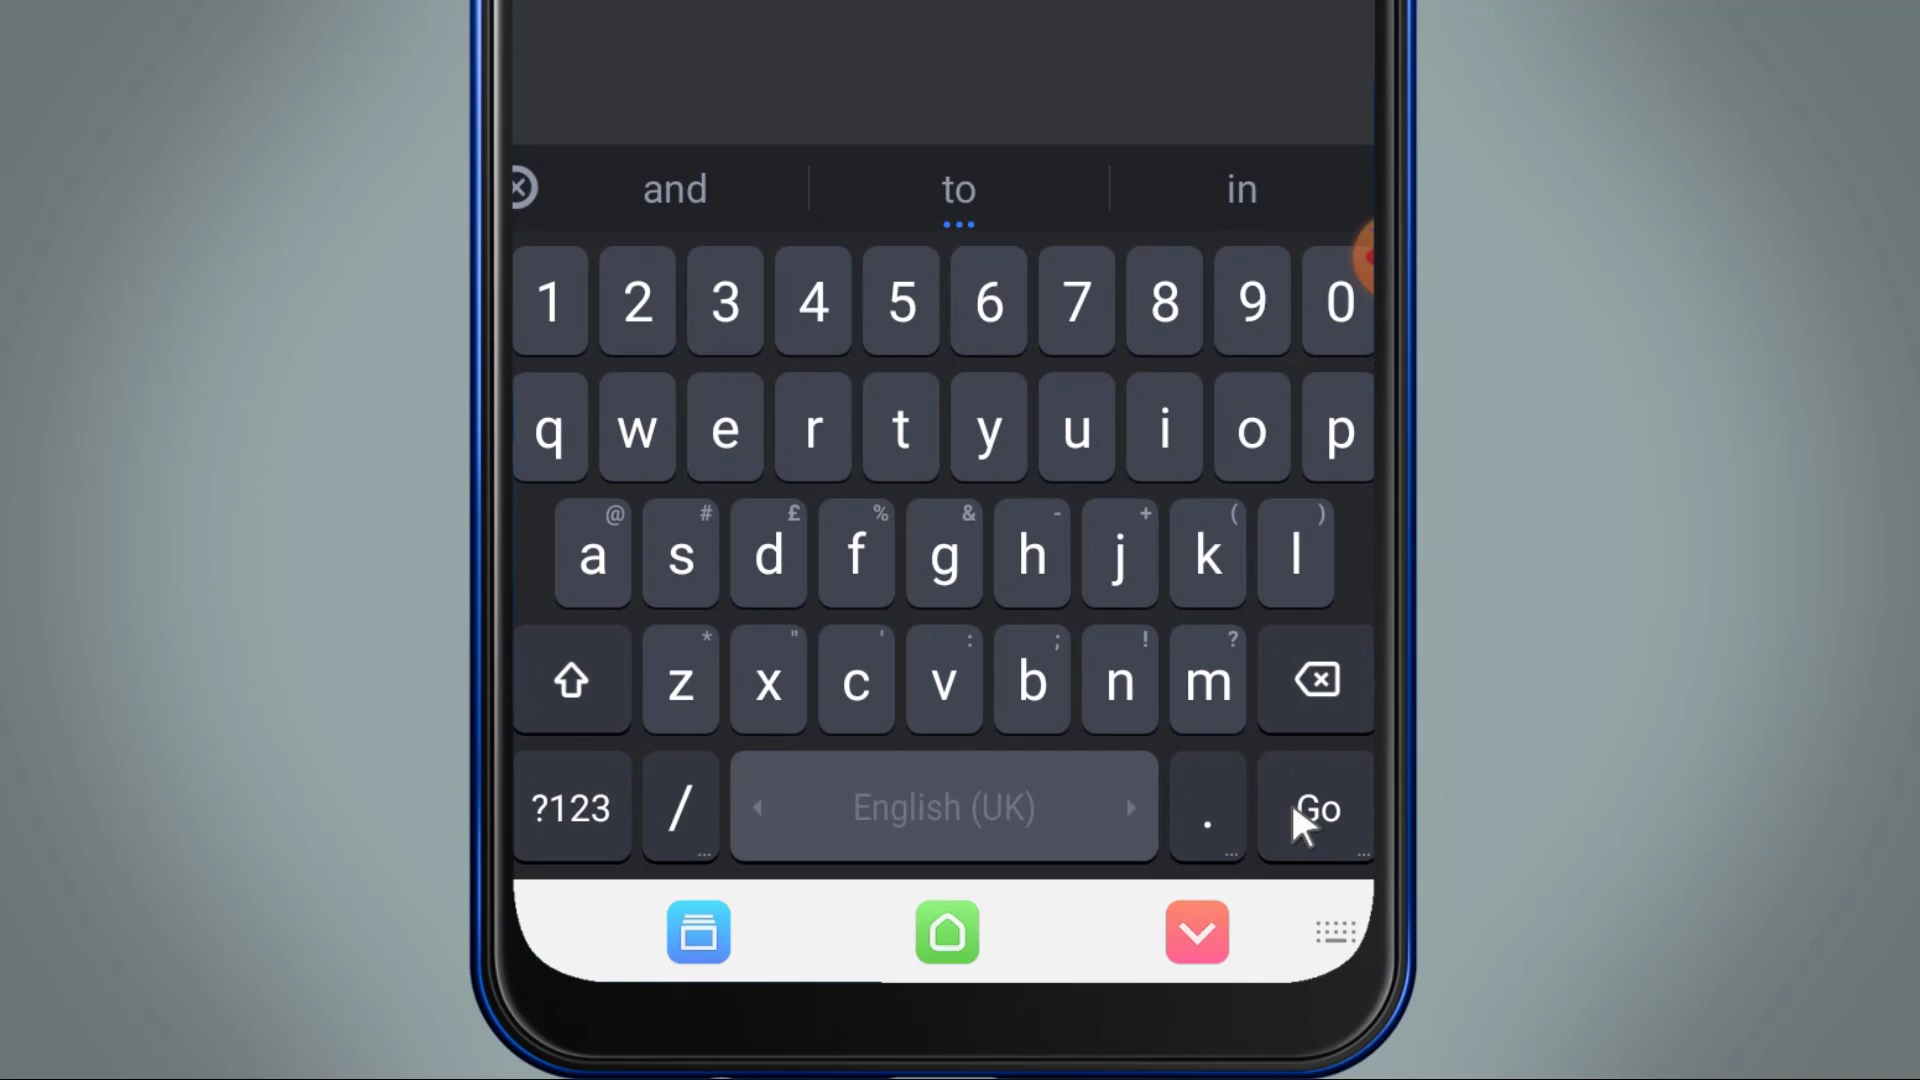 and to in
1 2 3 4 5 6 7 8 9 0
q w e r t y u i o p
@ # £ % & - + ( )
a s d f g h j k l
* " ' : ; ! ?
z x c v b n m
?123 / English (UK) . Go